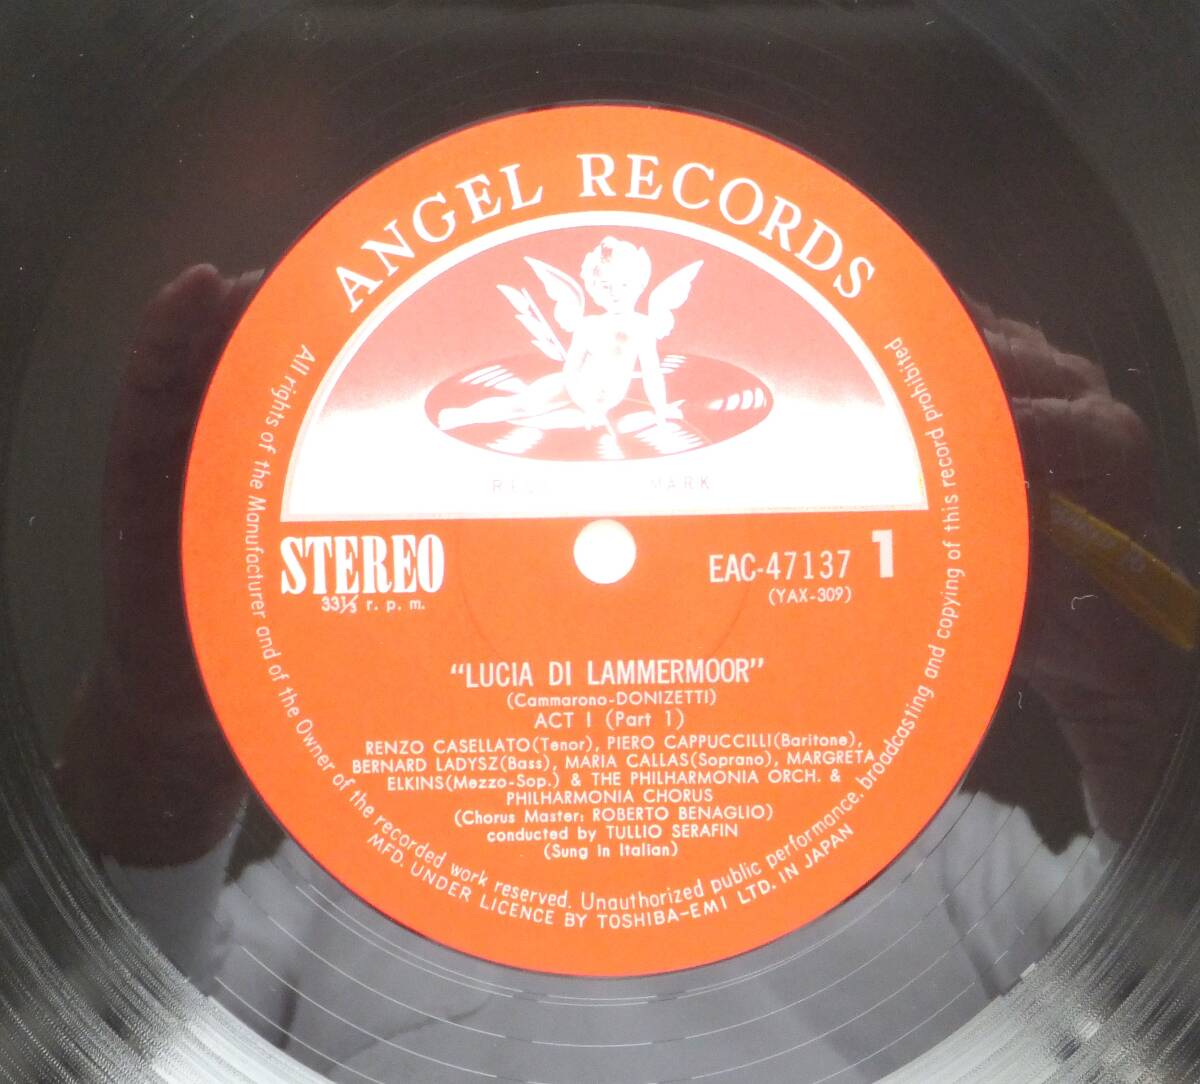 ANGEL RECORDS
MARK
STEREO
33⅓ r. p. m.
EAC-47137 1
(YAX-309)
"LUCIA DI LAMMERMOOR"
(Cammarono-DONIZETTI)
ACT I (Part 1)
RENZO CASELLATO(Tenor), PIERO CAPPUCCILLI(Baritone),
BERNARD LADYSZ(Bass), MARIA CALLAS(Soprano), MARGRETA
ELKINS(Mezzo-Sop.) & THE PHILHARMONIA ORCH. &
PHILHARMONIA CHORUS
(Chorus Master: ROBERTO BENAGLIO)
conducted by TULLIO SERAFIN
(Sung in Italian)
All rights of the Manufacturer and of the Owner of the recorded work reserved. Unauthorized public performance, broadcasting and copying of this record prohibited
MFD. UNDER LICENCE BY TOSHIBA-EMI LTD. IN JAPAN